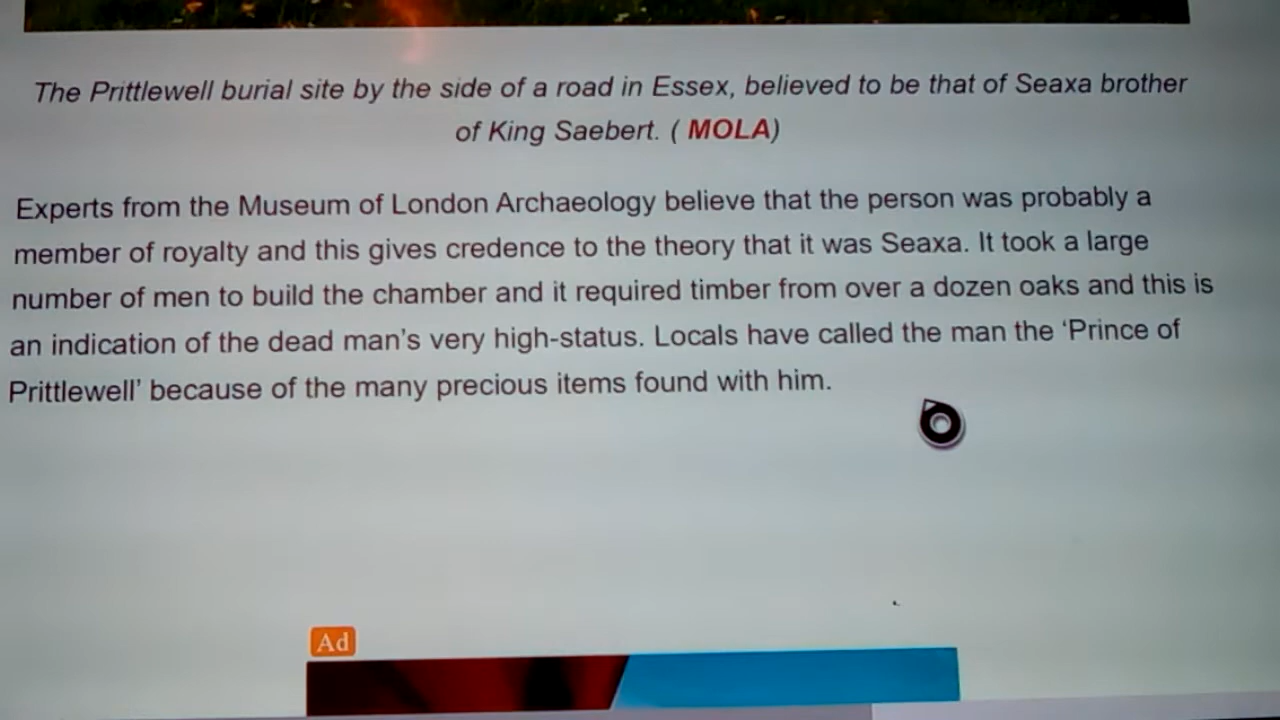 The Prittlewell burial site by the side of a road in Essex, believed to be that of Seaxa brother
of King Saebert. ( MOLA)
Experts from the Museum of London Archaeology believe that the person was probably a
member of royalty and this gives credence to the theory that it was Seaxa. It took a large
number of men to build the chamber and it required timber from over a dozen oaks and this is
an indication of the dead man's very high-status. Locals have called the man the ‘Prince of
Prittlewell’ because of the many precious items found with him.
Ad